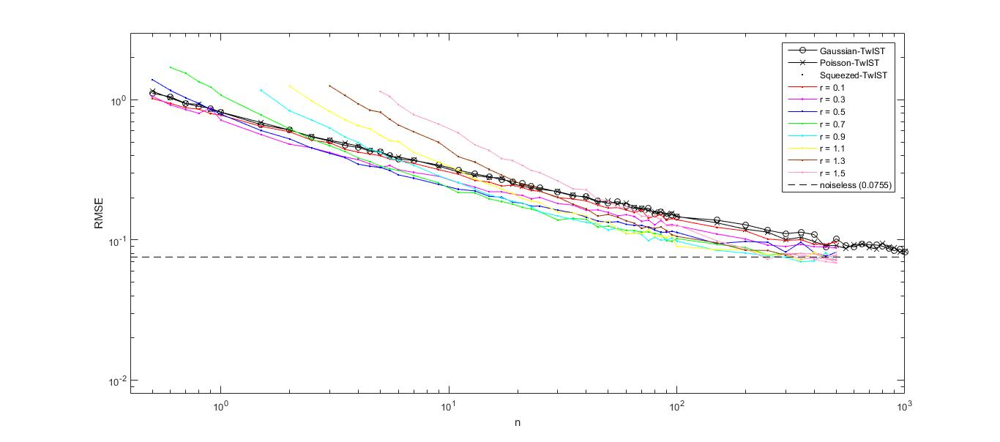 Gaussian-TwIST
Poisson-TwIST
Squeezed-TwIST
r = 0.1
r = 0.3
r = 0.5
r = 0.7
r = 0.9
r = 1.1
r = 1.3
r = 1.5
noiseless (0.0755)
RMSE
10^0
10^-1
10^-2
10^0 10^1 10^2 10^3
n